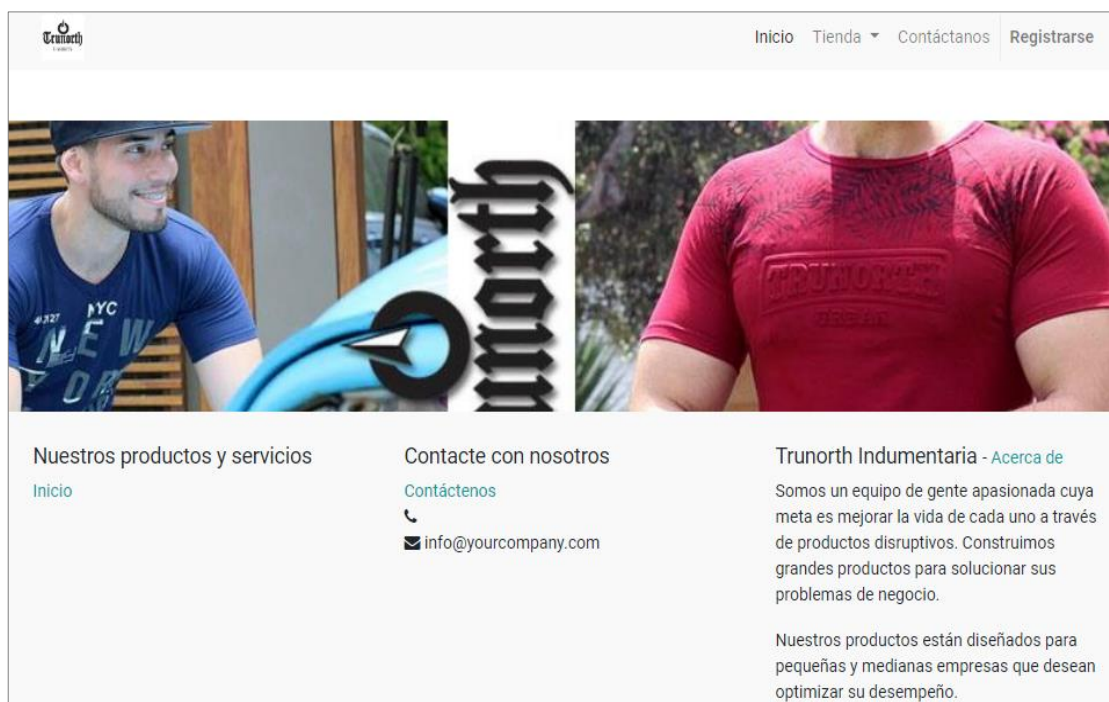 Trunorth
Inicio Tienda Contáctanos Registrarse
NYC
NEW
YOR
unorth
TRUNORTH
Nuestros productos y servicios
Inicio
Contacte con nosotros
Contáctenos
info@yourcompany.com
Trunorth Indumentaria - Acerca de
Somos un equipo de gente apasionada cuya
meta es mejorar la vida de cada uno a través
de productos disruptivos. Construimos
grandes productos para solucionar sus
problemas de negocio.
Nuestros productos están diseñados para
pequeñas y medianas empresas que desean
optimizar su desempeño.